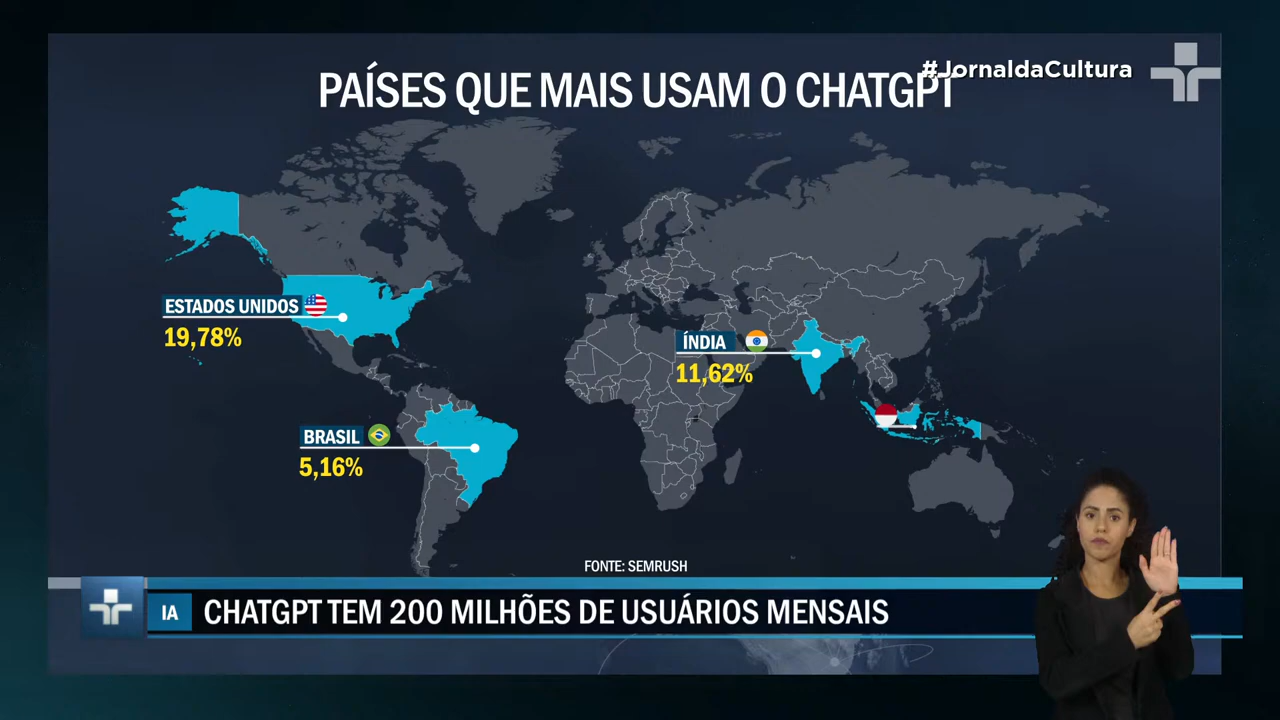 PAÍSES QUE MAIS USAM O CHATGPT
#JornaldaCultura
ESTADOS UNIDOS
19,78%
ÍNDIA
11,62%
BRASIL
5,16%
FONTE: SEMRUSH
IA
CHATGPT TEM 200 MILHÕES DE USUÁRIOS MENSAIS